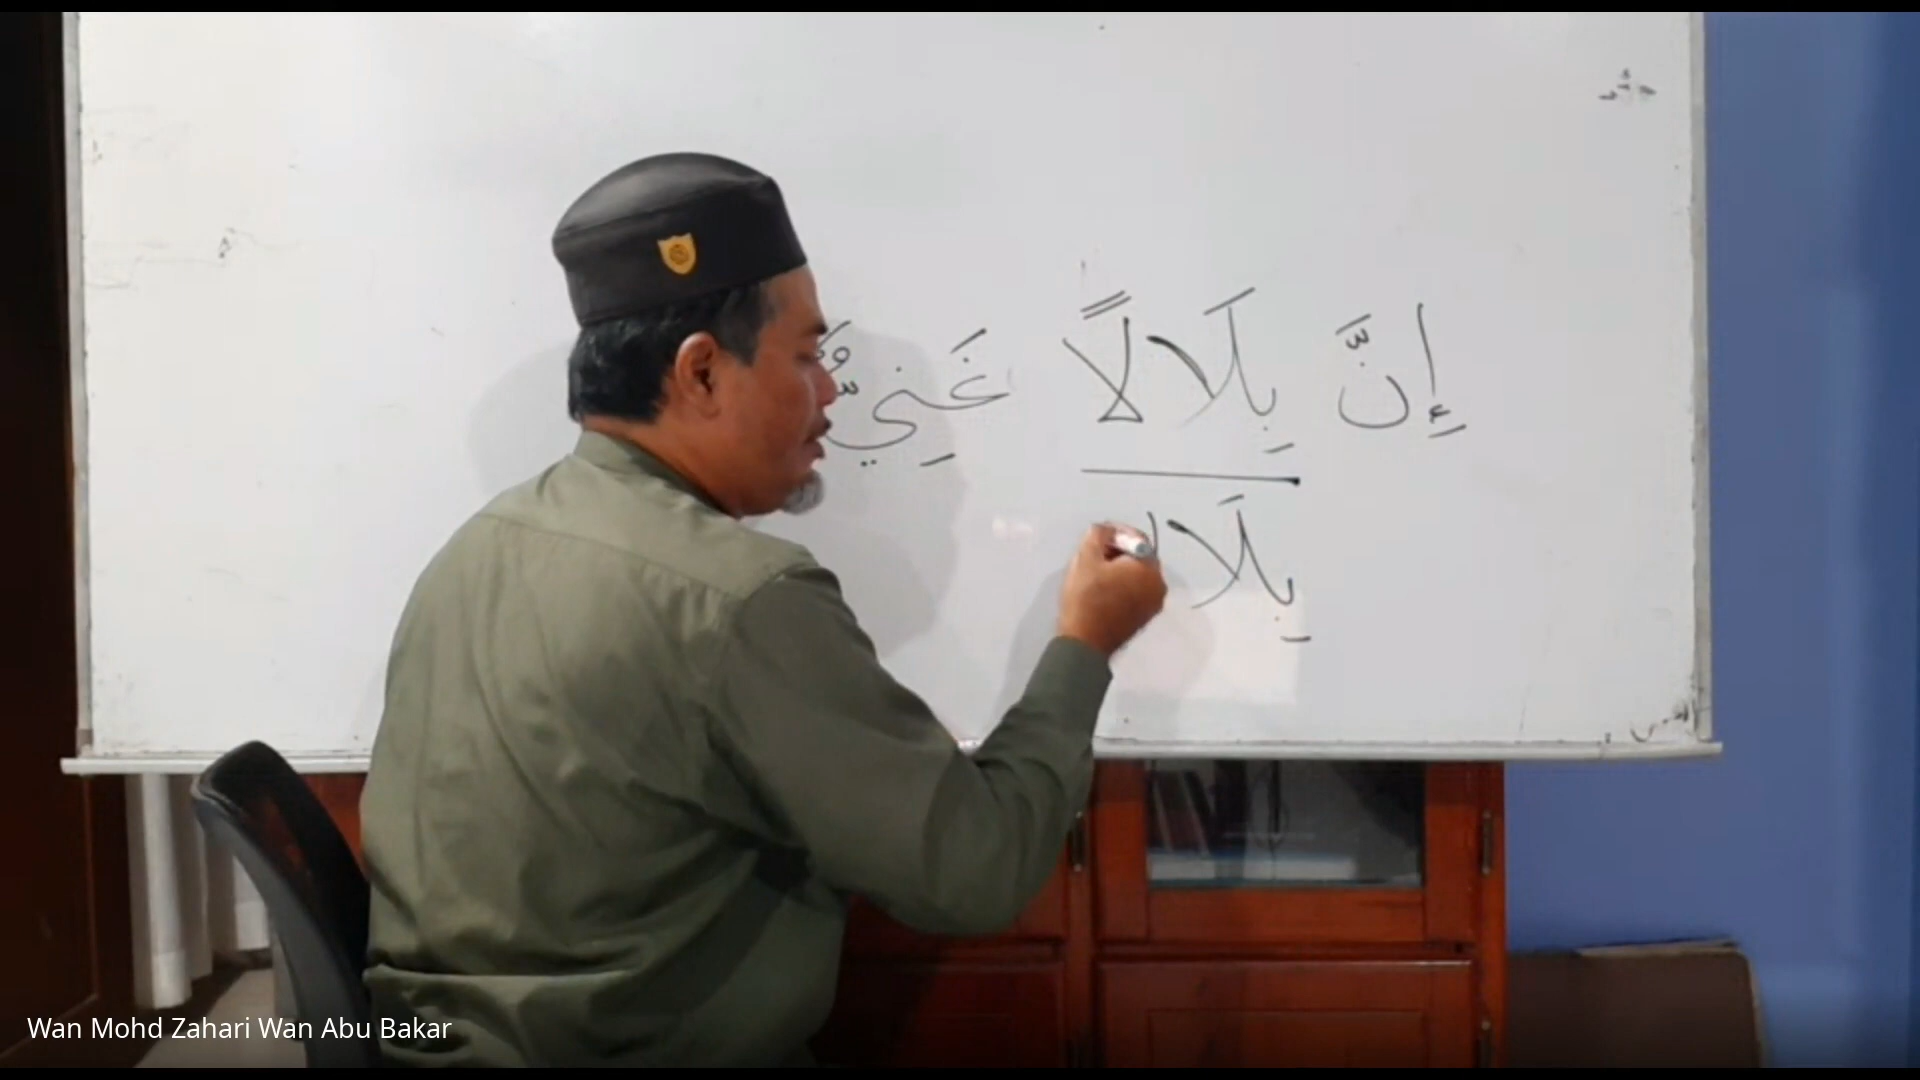 إِنَّ بِلَالًا غَنِيٌّ
بِلَا
Wan Mohd Zahari Wan Abu Bakar